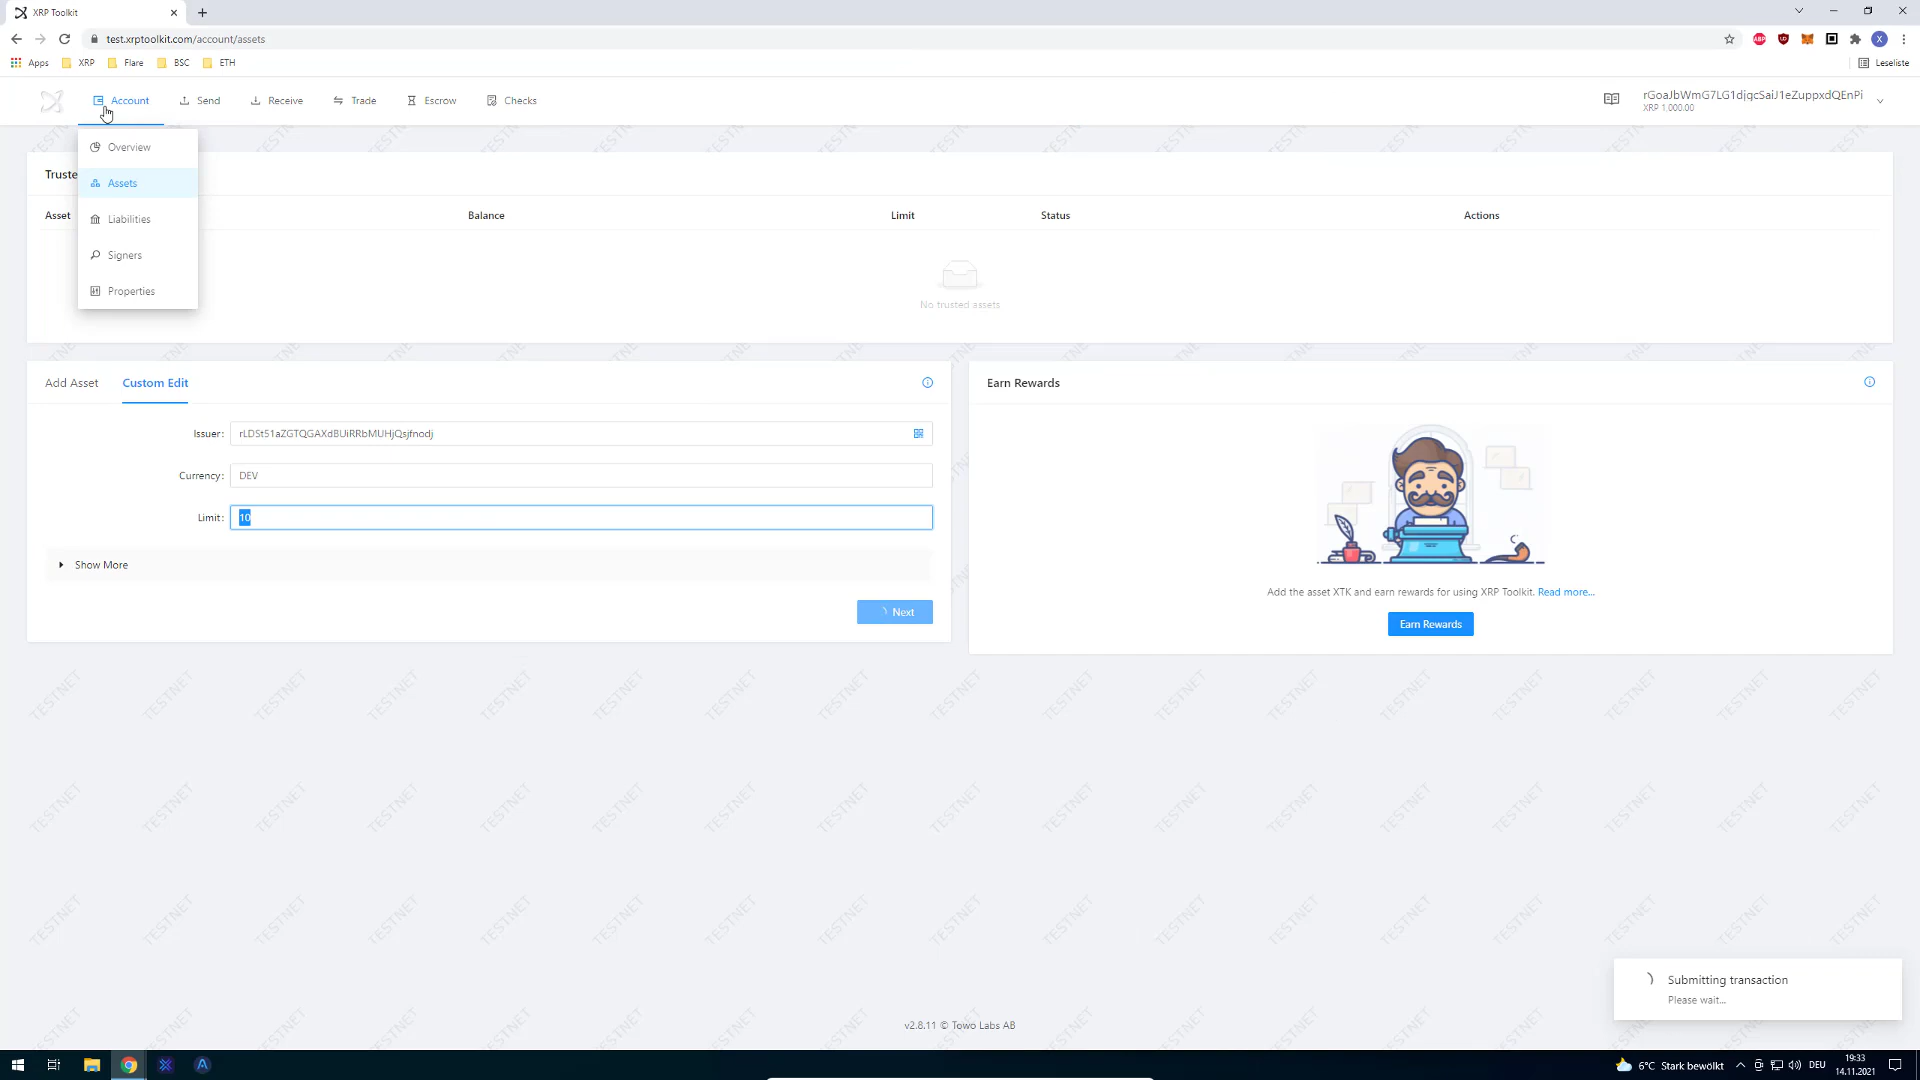 XRP Toolkit
test.xrptoolkit.com/account/assets
Apps
XRP
Flare
BSC
ETH
Leseliste
Account
Send
Receive
Trade
Escrow
Checks
rGoaJbWmG7LG1djgcSaiJ1eZuppxdQEnPi
XRP 1,000.00
Overview
Assets
Liabilities
Signers
Properties
Truste
Asset
Balance
Limit
Status
Actions
No trusted assets
Add Asset
Custom Edit
Issuer:
rLDSt51aZGTQGAXdBUiRRbMUHjQsjfnodj
Currency:
DEV
Limit:
10
Show More
Next
Earn Rewards
Add the asset XTK and earn rewards for using XRP Toolkit. Read more...
Earn Rewards
TESTNET
Submitting transaction
Please wait...
v2.8.11 © Towo Labs AB
6°C Stark bewölkt
DEU
19:33
14.11.2021